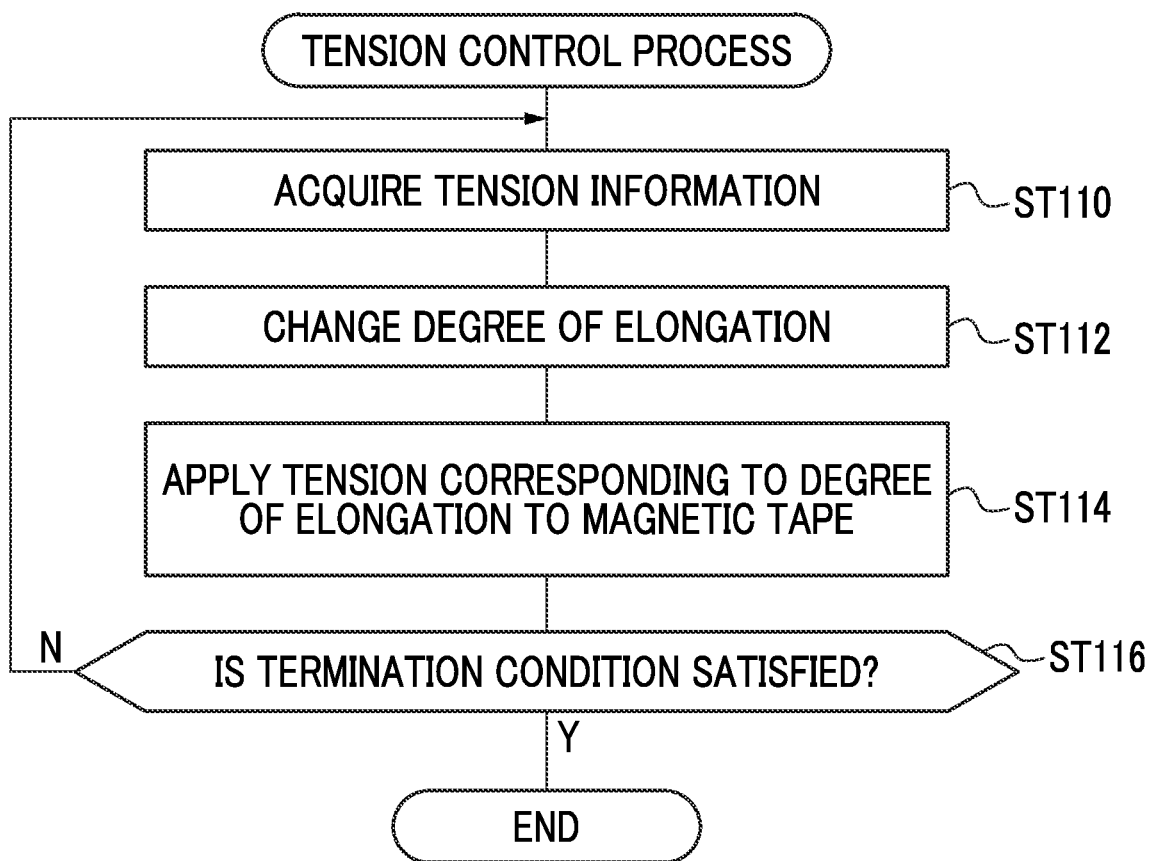 TENSION CONTROL PROCESS
ACQUIRE TENSION INFORMATION
ST110
CHANGE DEGREE OF ELONGATION
ST112
APPLY TENSION CORRESPONDING TO DEGREE
OF ELONGATION TO MAGNETIC TAPE
ST114
N
IS TERMINATION CONDITION SATISFIED?
ST116
Y
END